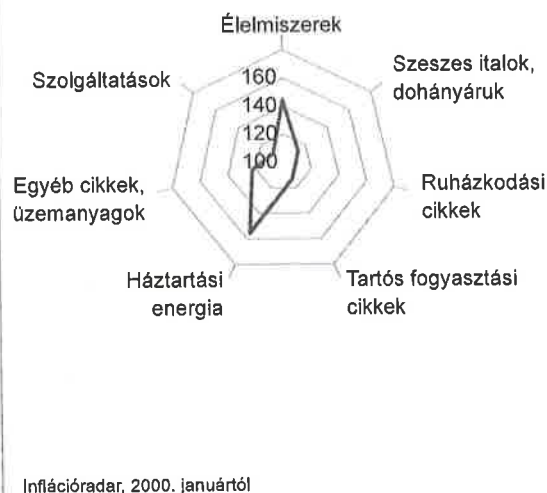 Élelmiszerek
Szeszes italok,
dohányáruk
Ruházkodási
cikkek
Tartós fogyasztási
cikkek
Háztartási
energia
Egyéb cikkek,
üzemanyagok
Szolgáltatások
160
140
120
100
Inflációradar, 2000. januártól